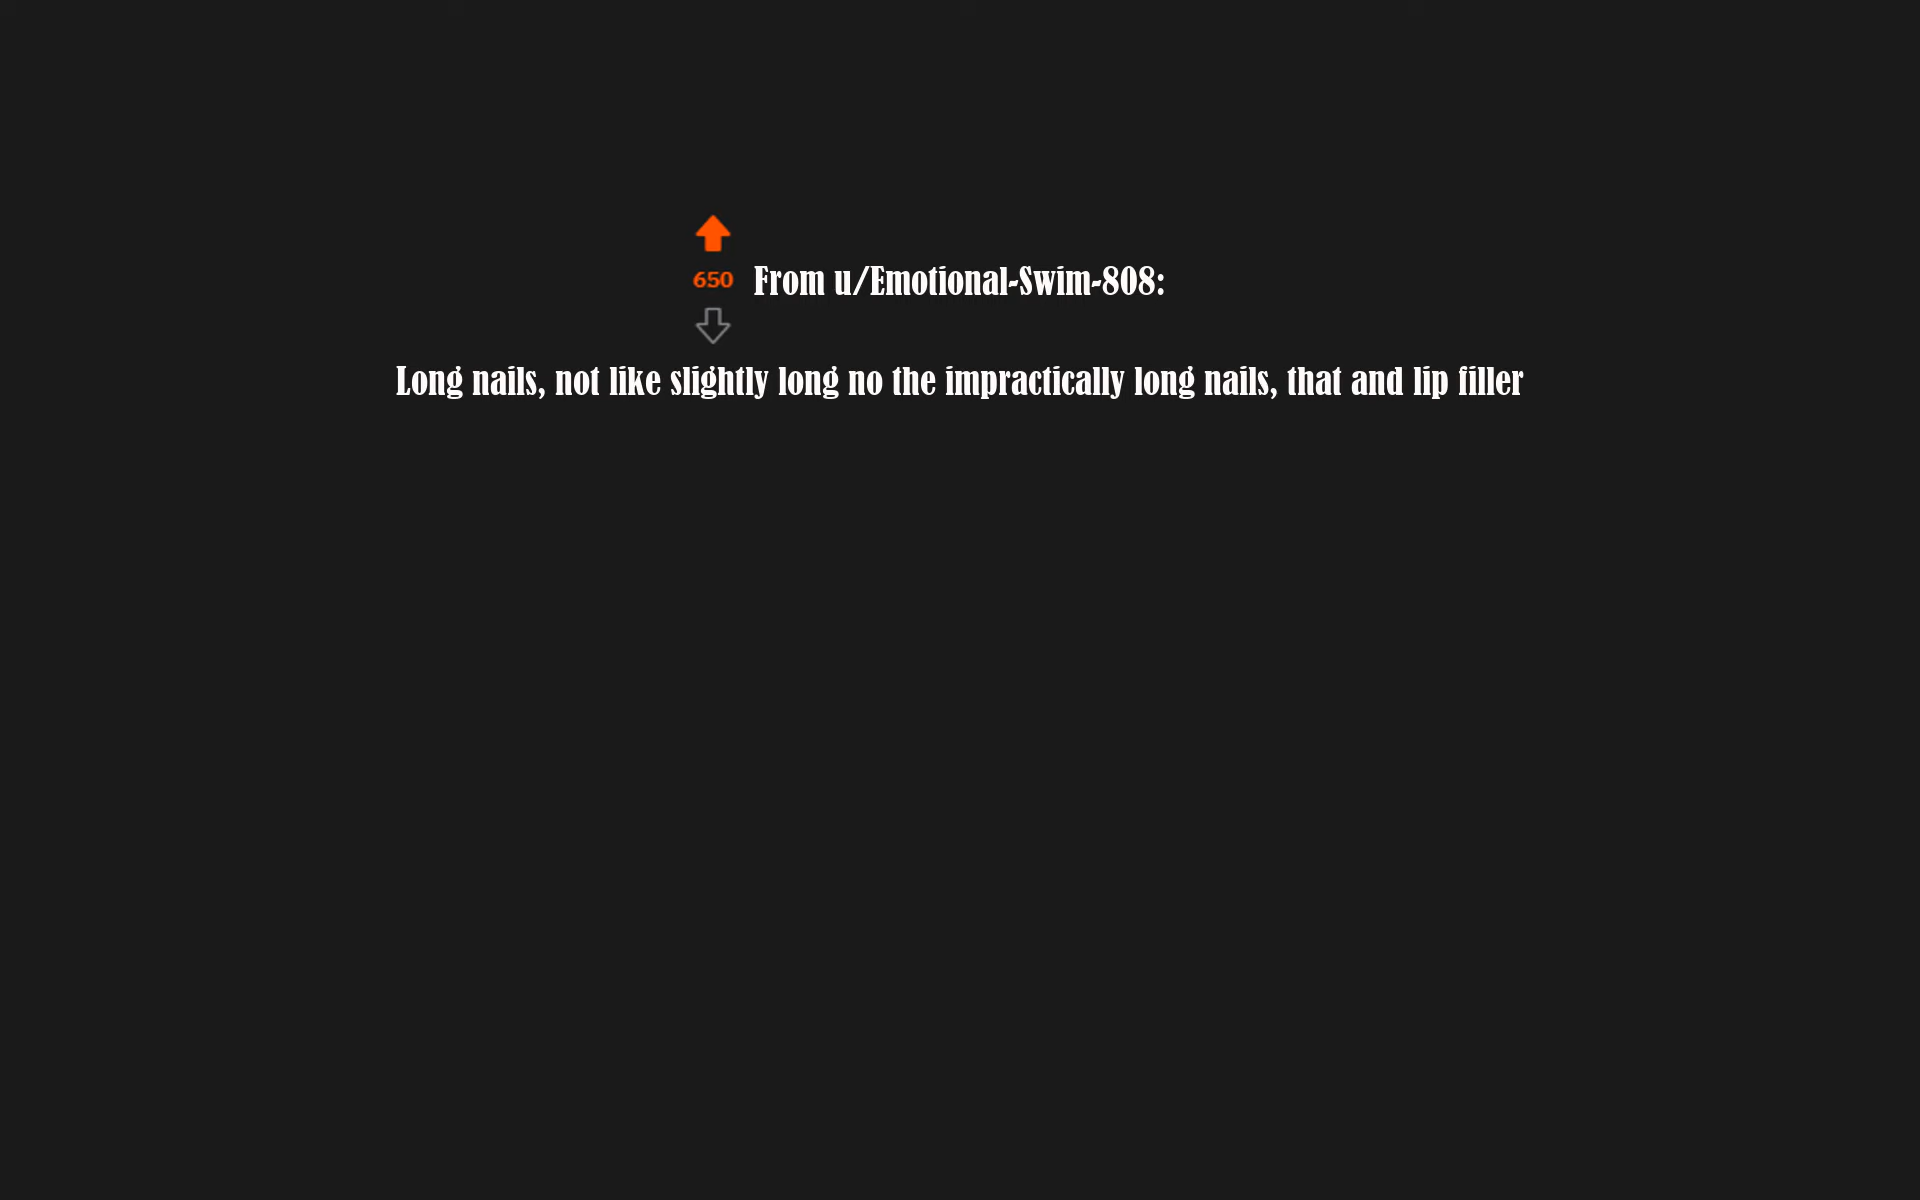 650
From u/Emotional-Swim-808:
Long nails, not like slightly long no the impractically long nails, that and lip filler